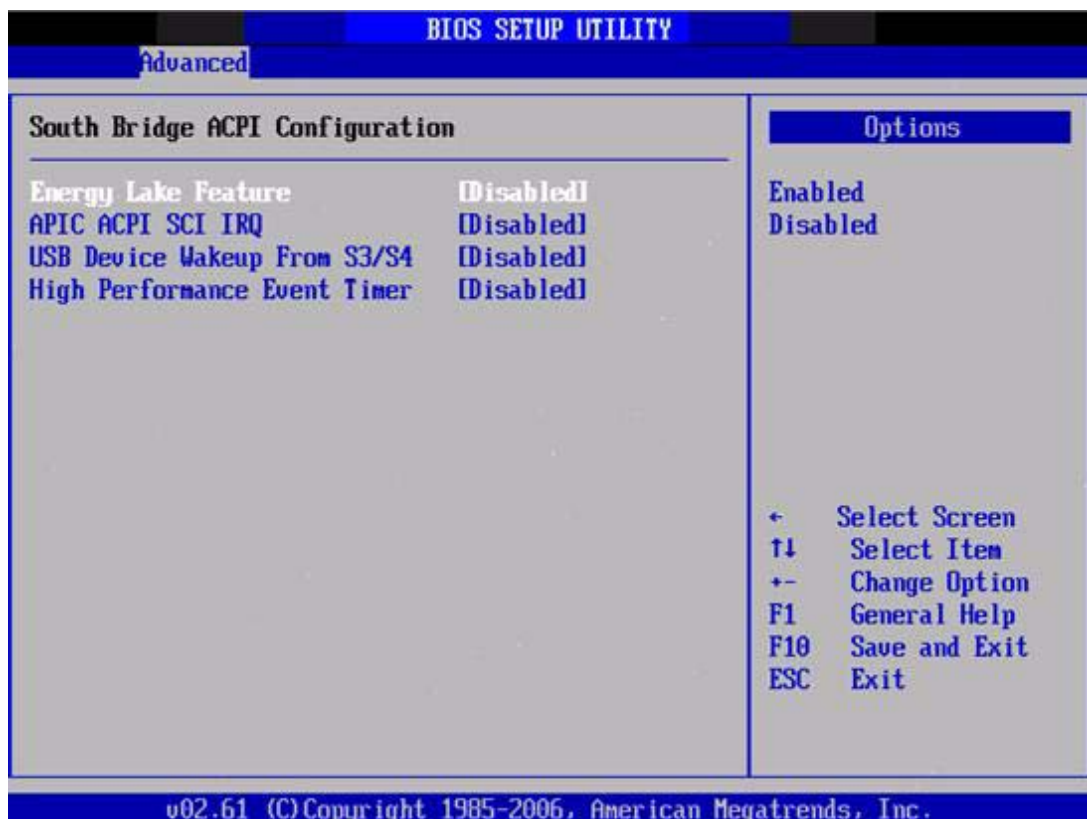 BIOS SETUP UTILITY
Advanced
South Bridge ACPI Configuration
Energy Lake Feature [Disabled]
APIC ACPI SCI IRQ [Disabled]
USB Device Wakeup From S3/S4 [Disabled]
High Performance Event Timer [Disabled]
Options
Enabled
Disabled
← Select Screen
↑↓ Select Item
+- Change Option
F1 General Help
F10 Save and Exit
ESC Exit
v02.61 (C)Copyright 1985-2006, American Megatrends, Inc.